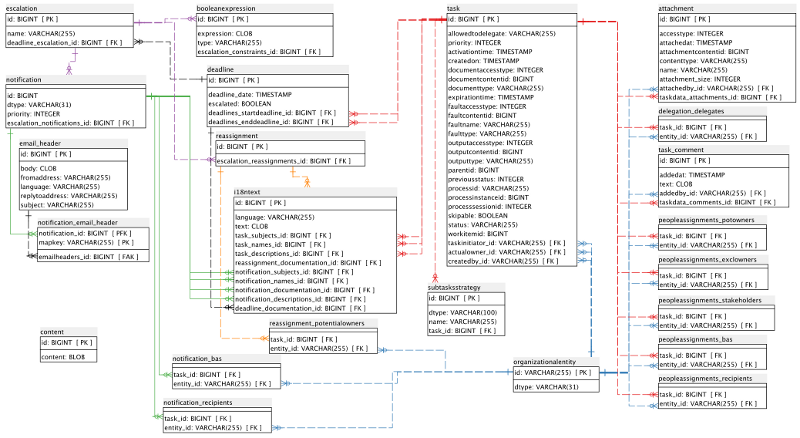 escalation
id: BIGINT [ PK ]
name: VARCHAR(255)
deadline_escalation_id: BIGINT [ FK ]
booleanexpression
id: BIGINT [ PK ]
expression: CLOB
type: VARCHAR(255)
escalation_constraints_id: BIGINT [ FK ]
notification
id: BIGINT
dtype: VARCHAR(31)
priority: INTEGER
escalation_notifications_id: BIGINT [ FK ]
deadline
id: BIGINT [ PK ]
deadline_date: TIMESTAMP
escalated: BOOLEAN
deadlines_startdeadline_id: BIGINT [ FK ]
deadlines_enddeadline_id: BIGINT [ FK ]
reassignment
id: BIGINT [ PK ]
escalation_reassignments_id: BIGINT [ FK ]
email_header
id: BIGINT [ PK ]
body: CLOB
fromaddress: VARCHAR(255)
language: VARCHAR(255)
replytoaddress: VARCHAR(255)
subject: VARCHAR(255)
notification_email_header
notification_id: BIGINT [ PFK ]
mapkey: VARCHAR(255) [ PK ]
emailheaders_id: BIGINT [ FAK ]
i18ntext
id: BIGINT [ PK ]
language: VARCHAR(255)
text: CLOB
task_subjects_id: BIGINT [ FK ]
task_names_id: BIGINT [ FK ]
task_descriptions_id: BIGINT [ FK ]
reassignment_documentation_id: BIGINT [ FK ]
notification_subjects_id: BIGINT [ FK ]
notification_names_id: BIGINT [ FK ]
notification_documentation_id: BIGINT [ FK ]
notification_descriptions_id: BIGINT [ FK ]
deadline_documentation_id: BIGINT [ FK ]
content
id: BIGINT [ PK ]
content: BLOB
reassignment_potentialowners
task_id: BIGINT [ FK ]
entity_id: VARCHAR(255) [ FK ]
notification_bas
task_id: BIGINT [ FK ]
entity_id: VARCHAR(255) [ FK ]
notification_recipients
task_id: BIGINT [ FK ]
entity_id: VARCHAR(255) [ FK ]
task
id: BIGINT [ PK ]
allowedtodelegate: VARCHAR(255)
priority: INTEGER
activationtime: TIMESTAMP
createdon: TIMESTAMP
documentaccesstype: INTEGER
documentcontentid: BIGINT
documenttype: VARCHAR(255)
expirationtime: TIMESTAMP
faultaccesstype: INTEGER
faultcontentid: BIGINT
faultname: VARCHAR(255)
faulttype: VARCHAR(255)
outputaccesstype: INTEGER
outputcontentid: BIGINT
outputtype: VARCHAR(255)
parentid: BIGINT
previousstatus: INTEGER
processid: VARCHAR(255)
processinstanceid: BIGINT
processsessionid: INTEGER
skipable: BOOLEAN
status: VARCHAR(255)
workitemid: BIGINT
taskinitiator_id: VARCHAR(255) [ FK ]
actualowner_id: VARCHAR(255) [ FK ]
createdby_id: VARCHAR(255) [ FK ]
subtasksstrategy
id: BIGINT [ PK ]
dtype: VARCHAR(100)
name: VARCHAR(255)
task_id: BIGINT [ FK ]
organizationalentity
id: VARCHAR(255) [ PK ]
dtype: VARCHAR(31)
attachment
id: BIGINT [ PK ]
accesstype: INTEGER
attachedat: TIMESTAMP
attachmentcontentid: BIGINT
contenttype: VARCHAR(255)
name: VARCHAR(255)
attachment_size: INTEGER
attachedby_id: VARCHAR(255) [ FK ]
taskdata_attachments_id: BIGINT [ FK ]
delegation_delegates
task_id: BIGINT [ FK ]
entity_id: VARCHAR(255) [ FK ]
task_comment
id: BIGINT [ PK ]
addedat: TIMESTAMP
text: CLOB
addedby_id: VARCHAR(255) [ FK ]
taskdata_comments_id: BIGINT [ FK ]
peopleassignments_potowners
task_id: BIGINT [ FK ]
entity_id: VARCHAR(255) [ FK ]
peopleassignments_exclowners
task_id: BIGINT [ FK ]
entity_id: VARCHAR(255) [ FK ]
peopleassignments_stakeholders
task_id: BIGINT [ FK ]
entity_id: VARCHAR(255) [ FK ]
peopleassignments_bas
task_id: BIGINT [ FK ]
entity_id: VARCHAR(255) [ FK ]
peopleassignments_recipients
task_id: BIGINT [ FK ]
entity_id: VARCHAR(255) [ FK ]